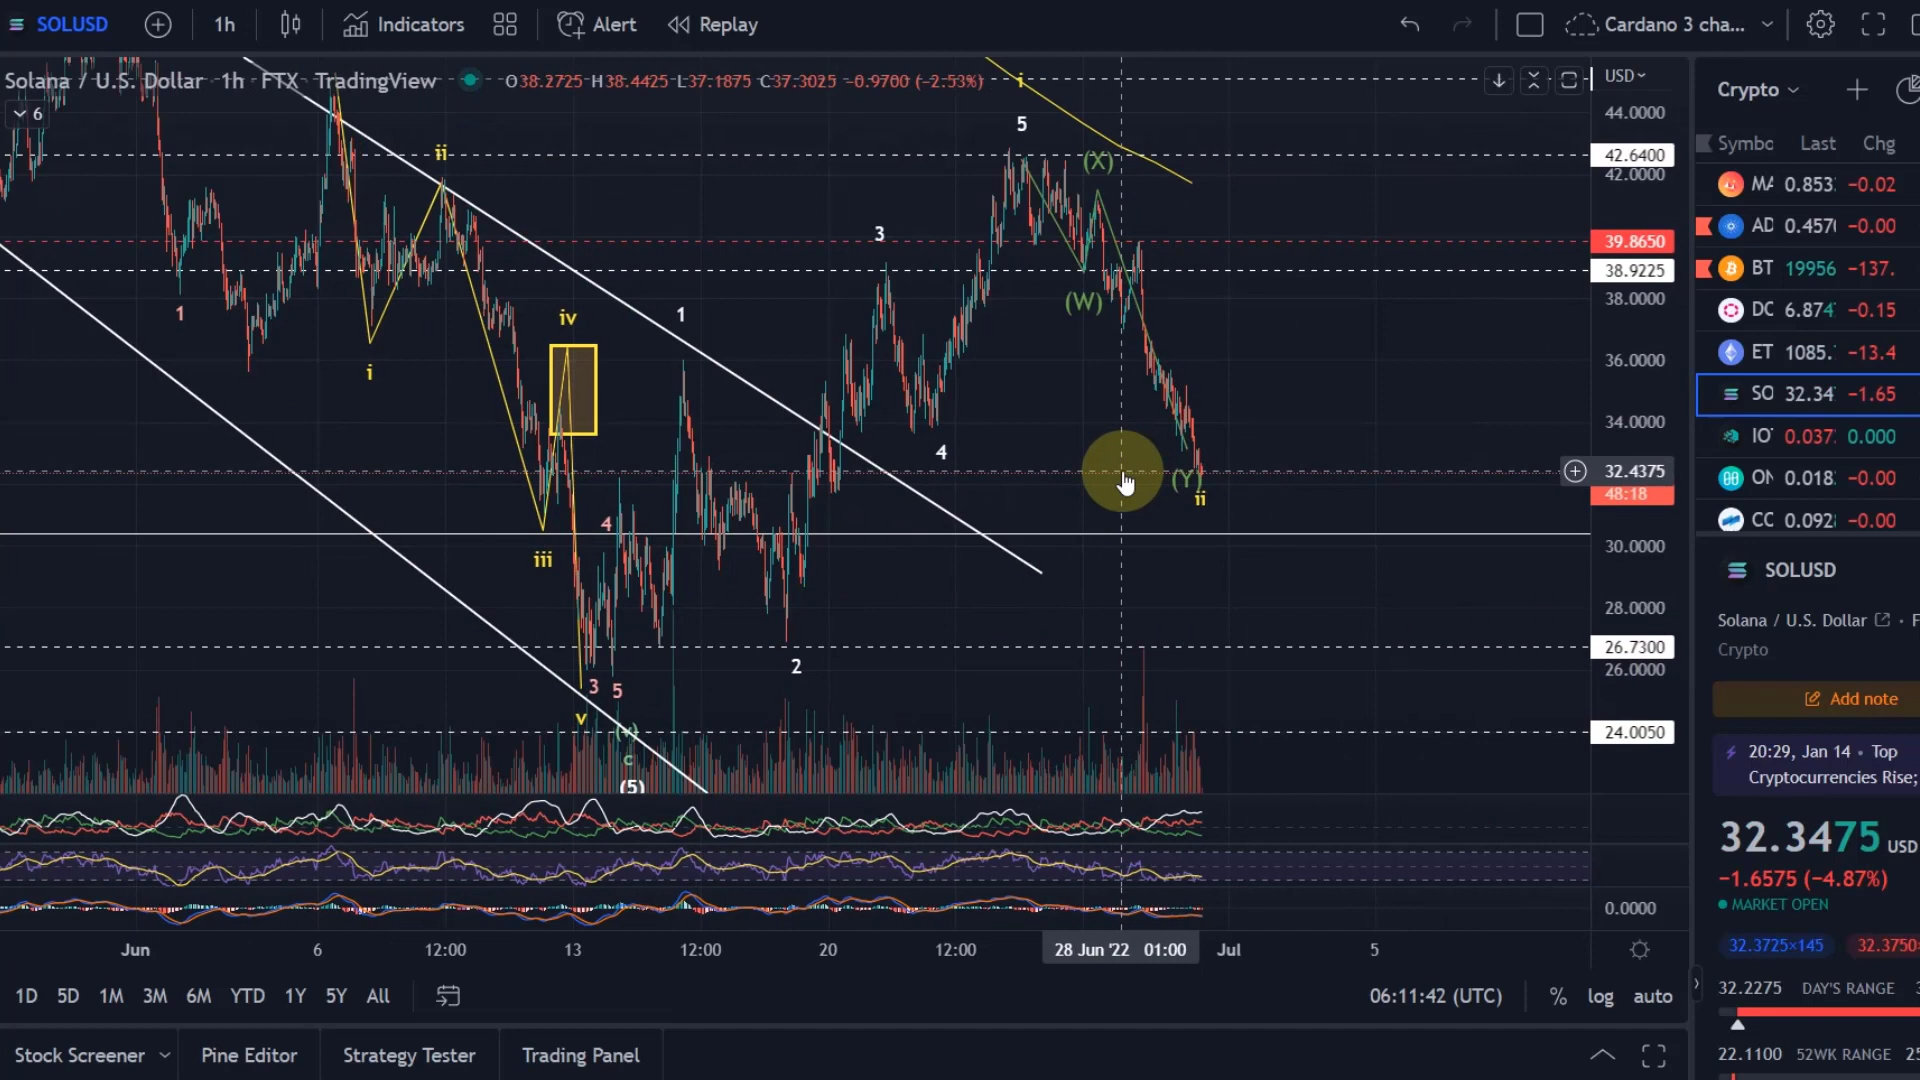 SOLUSD
1h
Indicators
Alert
Replay
Cardano 3 cha...
Solana / U.S. Dollar · 1h · FTX · TradingView
O38.2725 H38.4425 L37.1875 C37.3025 −0.9700 (−2.53%)
6
USD
44.0000
42.6400
42.0000
39.8650
38.9225
38.0000
36.0000
34.0000
32.4375
48:18
30.0000
28.0000
26.7300
26.0000
24.0050
0.0000
i
5
(X)
ii
3
(W)
1
iv
1
i
4
(Y)
ii
4
iii
2
3 5
v
(v)
c
(5)
Jun
6
12:00
13
12:00
20
12:00
28 Jun '22 01:00
Jul
5
1D 5D 1M 3M 6M YTD 1Y 5Y All
06:11:42 (UTC)
% log auto
Stock Screener
Pine Editor
Strategy Tester
Trading Panel
Crypto
Symbo Last Chg
MA 0.853 −0.02
AD 0.457 −0.00
BT 19956 −137.
DO 6.874 −0.15
ET 1085. −13.4
SO 32.34 −1.65
IO 0.037 0.000
ON 0.018 −0.00
CC 0.092 −0.00
SOLUSD
Solana / U.S. Dollar · F
Crypto
Add note
20:29, Jan 14 • Top
Cryptocurrencies Rise;
32.3475 USD
−1.6575 (−4.87%)
MARKET OPEN
32.3725×145
32.3750×
32.2275 DAY'S RANGE 3
22.1100 52WK RANGE 25